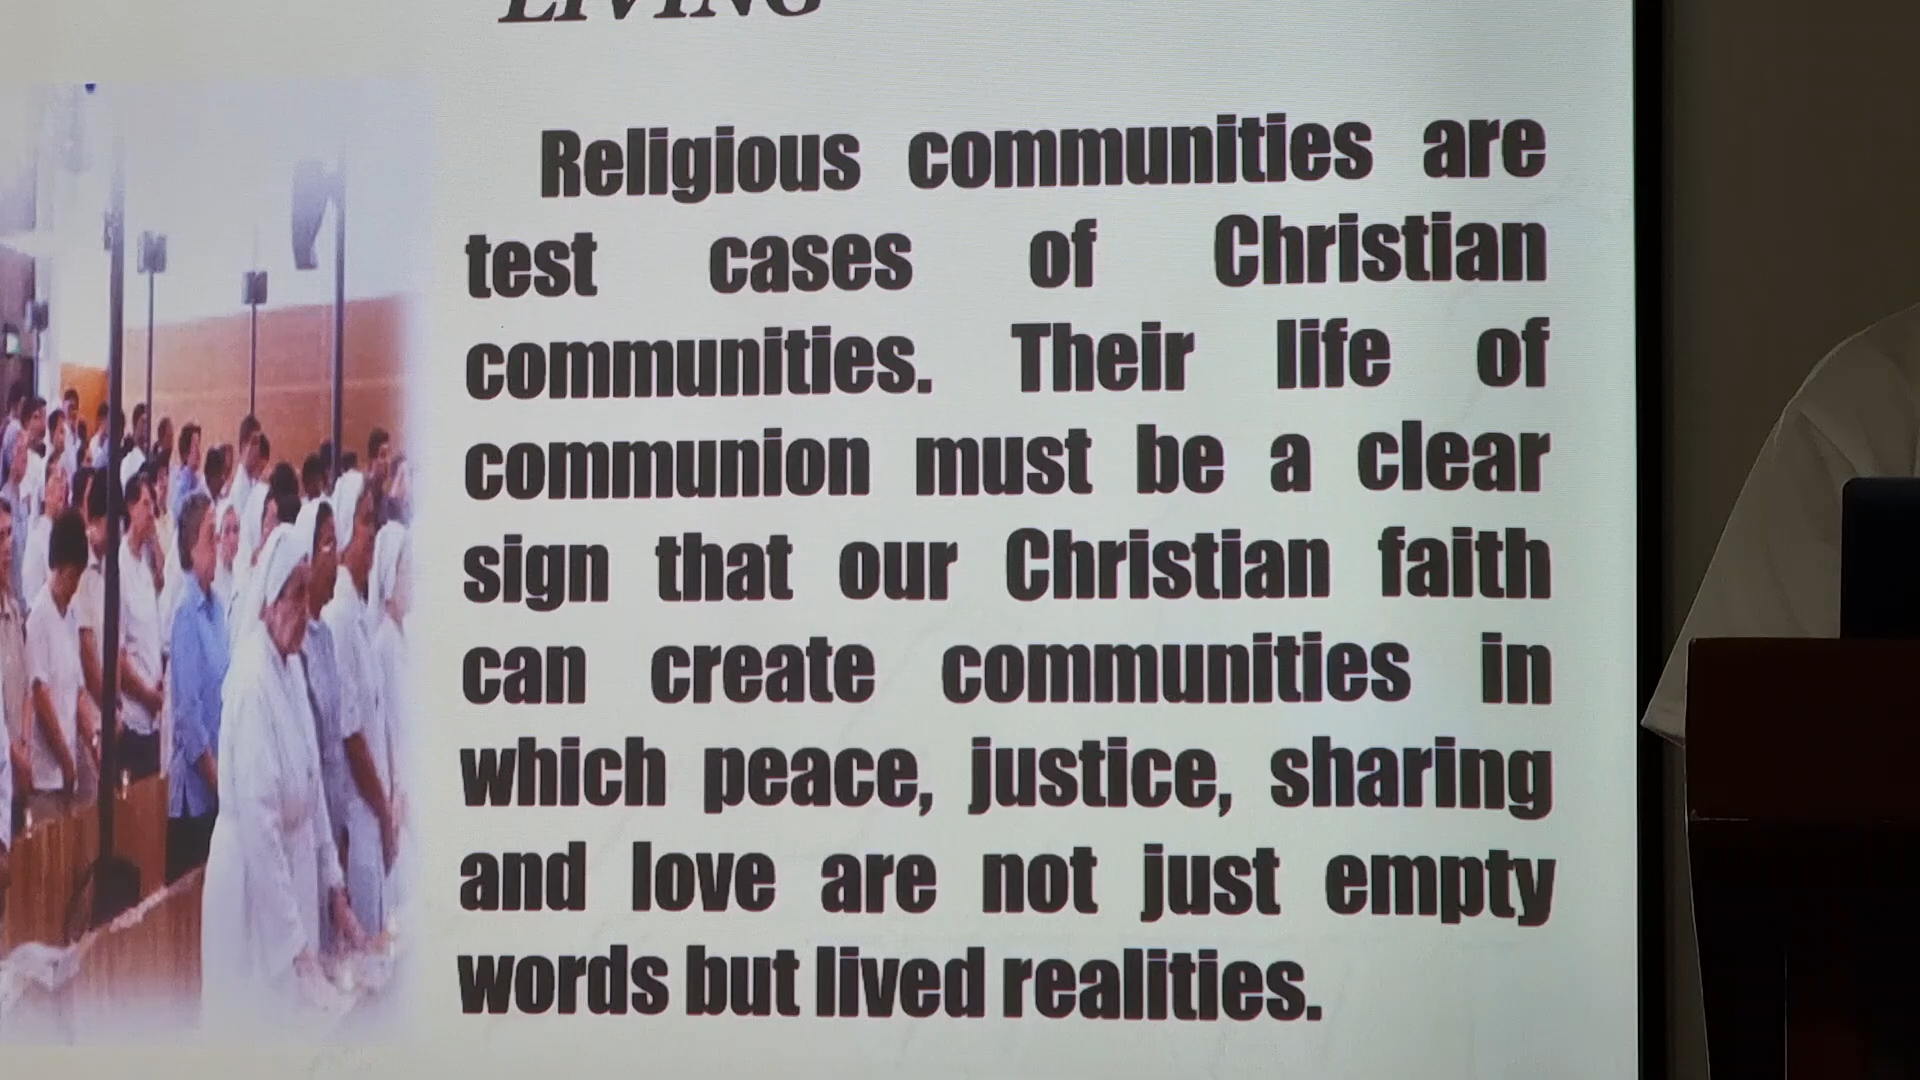 LIVING
Religious communities are
test cases of Christian
communities. Their life of
communion must be a clear
sign that our Christian faith
can create communities in
which peace, justice, sharing
and love are not just empty
words but lived realities.